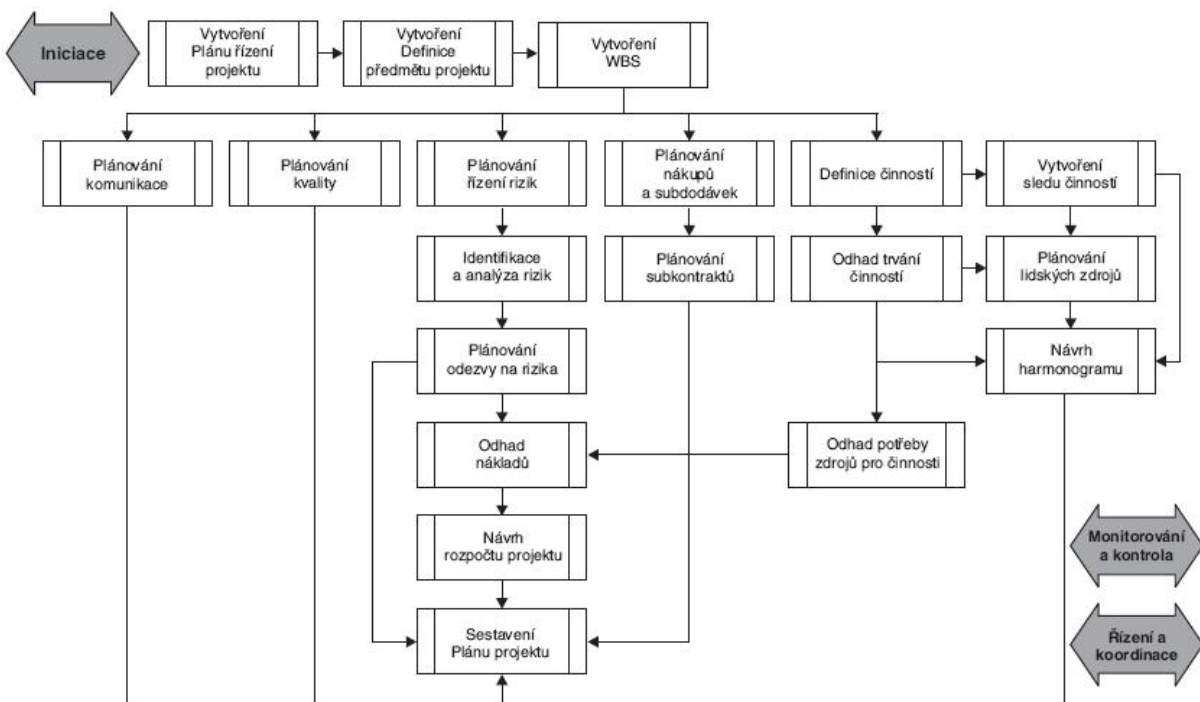 Iniciace
Vytvoření
Plánu řízení
projektu
Vytvoření
Definice
předmětu projektu
Vytvoření
WBS
Plánování
komunikace
Plánování
kvality
Plánování
řízení rizik
Plánování
nákupů
a subdodávek
Definice činností
Vytvoření
sledu činností
Identifikace
a analýza rizik
Plánování
subkontraktů
Odhad trvání
činností
Plánování
lidských zdrojů
Plánování
odezvy na rizika
Návrh
harmonogramu
Odhad
nákladů
Odhad potřeby
zdrojů pro činnosti
Návrh
rozpočtu projektu
Monitorování
a kontrola
Sestavení
Plánu projektu
Řízení a
koordinace